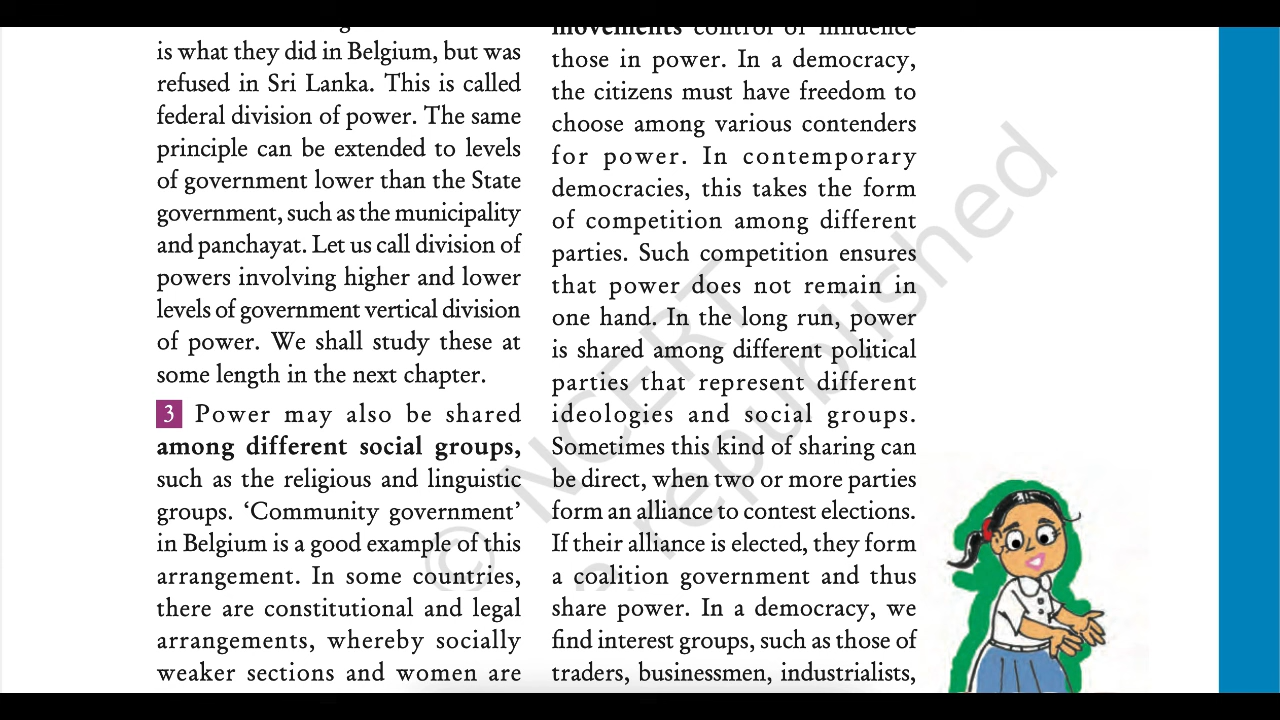 is what they did in Belgium, but was
refused in Sri Lanka. This is called
federal division of power. The same
principle can be extended to levels
of government lower than the State
government, such as the municipality
and panchayat. Let us call division of
powers involving higher and lower
levels of government vertical division
of power. We shall study these at
some length in the next chapter.
3 Power may also be shared
among different social groups,
such as the religious and linguistic
groups. ‘Community government’
in Belgium is a good example of this
arrangement. In some countries,
there are constitutional and legal
arrangements, whereby socially
weaker sections and women are
movements control or influence
those in power. In a democracy,
the citizens must have freedom to
choose among various contenders
for power. In contemporary
democracies, this takes the form
of competition among different
parties. Such competition ensures
that power does not remain in
one hand. In the long run, power
is shared among different political
parties that represent different
ideologies and social groups.
Sometimes this kind of sharing can
be direct, when two or more parties
form an alliance to contest elections.
If their alliance is elected, they form
a coalition government and thus
share power. In a democracy, we
find interest groups, such as those of
traders, businessmen, industrialists,
© NCERT
republished